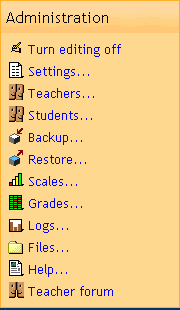 Administration
Turn editing off
Settings...
Teachers...
Students...
Backup...
Restore...
Scales...
Grades...
Logs...
Files...
Help...
Teacher forum